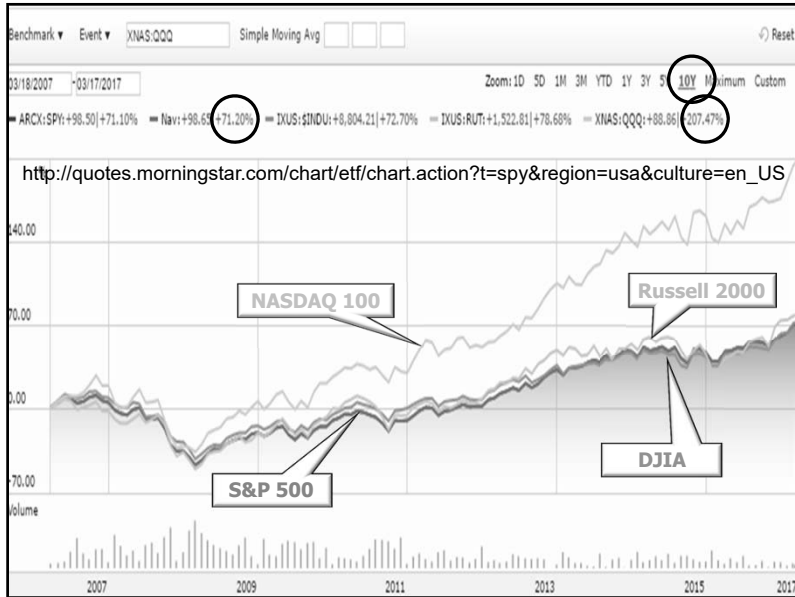 Benchmark ▾ Event ▾ XNAS:QQQ Simple Moving Avg Reset
03/18/2007 - 03/17/2017 Zoom: 1D 5D 1M 3M YTD 1Y 3Y 5Y 10Y Maximum Custom
ARCX:SPY:+98.50|+71.10% Nav:+98.65|+71.20% IXUS:$INDU:+8,804.21|+72.70% IXUS:RUT:+1,522.81|+78.68% XNAS:QQQ:+88.86|+207.47%
http://quotes.morningstar.com/chart/etf/chart.action?t=spy&region=usa&culture=en_US
140.00
NASDAQ 100
Russell 2000
70.00
0.00
DJIA
S&P 500
-70.00
Volume
2007 2009 2011 2013 2015 2017